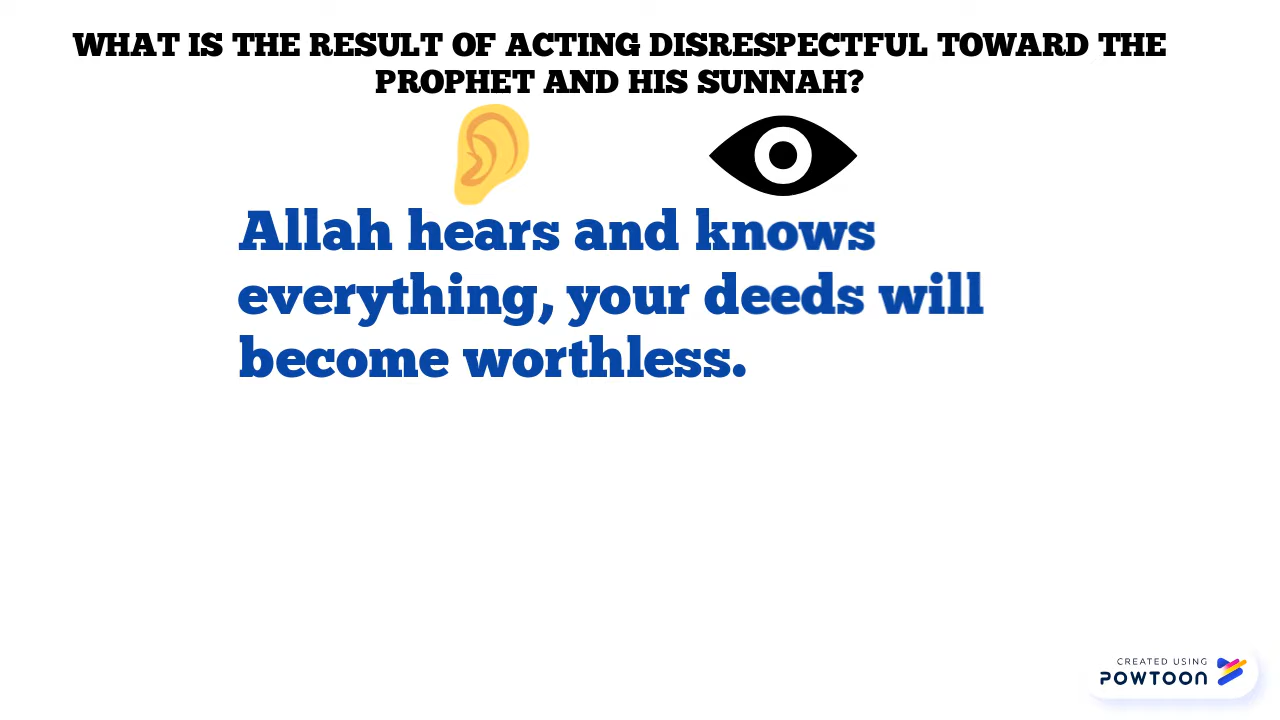 WHAT IS THE RESULT OF ACTING DISRESPECTFUL TOWARD THE
PROPHET AND HIS SUNNAH?
Allah hears and knows
everything, your deeds will
become worthless.
CREATED USING
POWTOON